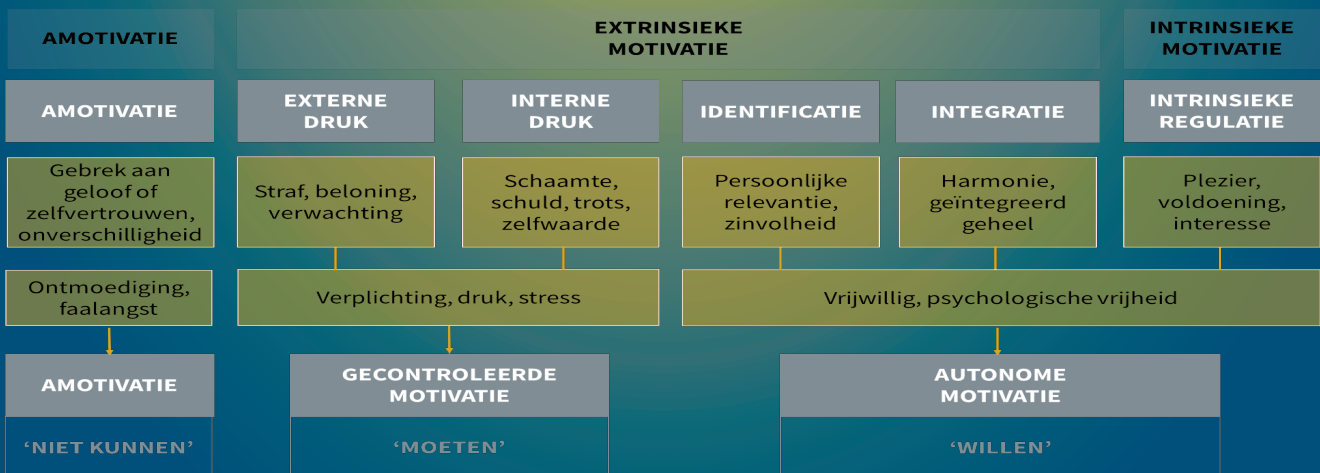 AMOTIVATIE
EXTRINSIEKE
MOTIVATIE
INTRINSIEKE
MOTIVATIE
AMOTIVATIE
EXTERNE
DRUK
INTERNE
DRUK
IDENTIFICATIE
INTEGRATIE
INTRINSIEKE
REGULATIE
Gebrek aan
geloof of
zelfvertrouwen,
onverschilligheid
Straf, beloning,
verwachting
Schaamte,
schuld, trots,
zelfwaarde
Persoonlijke
relevantie,
zinvolheid
Harmonie,
geïntegreerd
geheel
Plezier,
voldoening,
interesse
Ontmoediging,
faalangst
Verplichting, druk, stress
Vrijwillig, psychologische vrijheid
AMOTIVATIE
GECONTROLEERDE
MOTIVATIE
AUTONOME
MOTIVATIE
‘NIET KUNNEN’
‘MOETEN’
‘WILLEN’